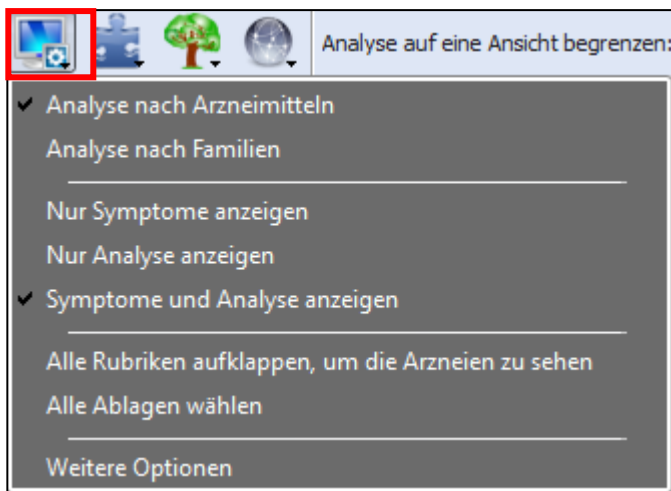 Analyse auf eine Ansicht begrenzen:
Analyse nach Arzneimitteln
Analyse nach Familien
Nur Symptome anzeigen
Nur Analyse anzeigen
Symptome und Analyse anzeigen
Alle Rubriken aufklappen, um die Arzneien zu sehen
Alle Ablagen wählen
Weitere Optionen